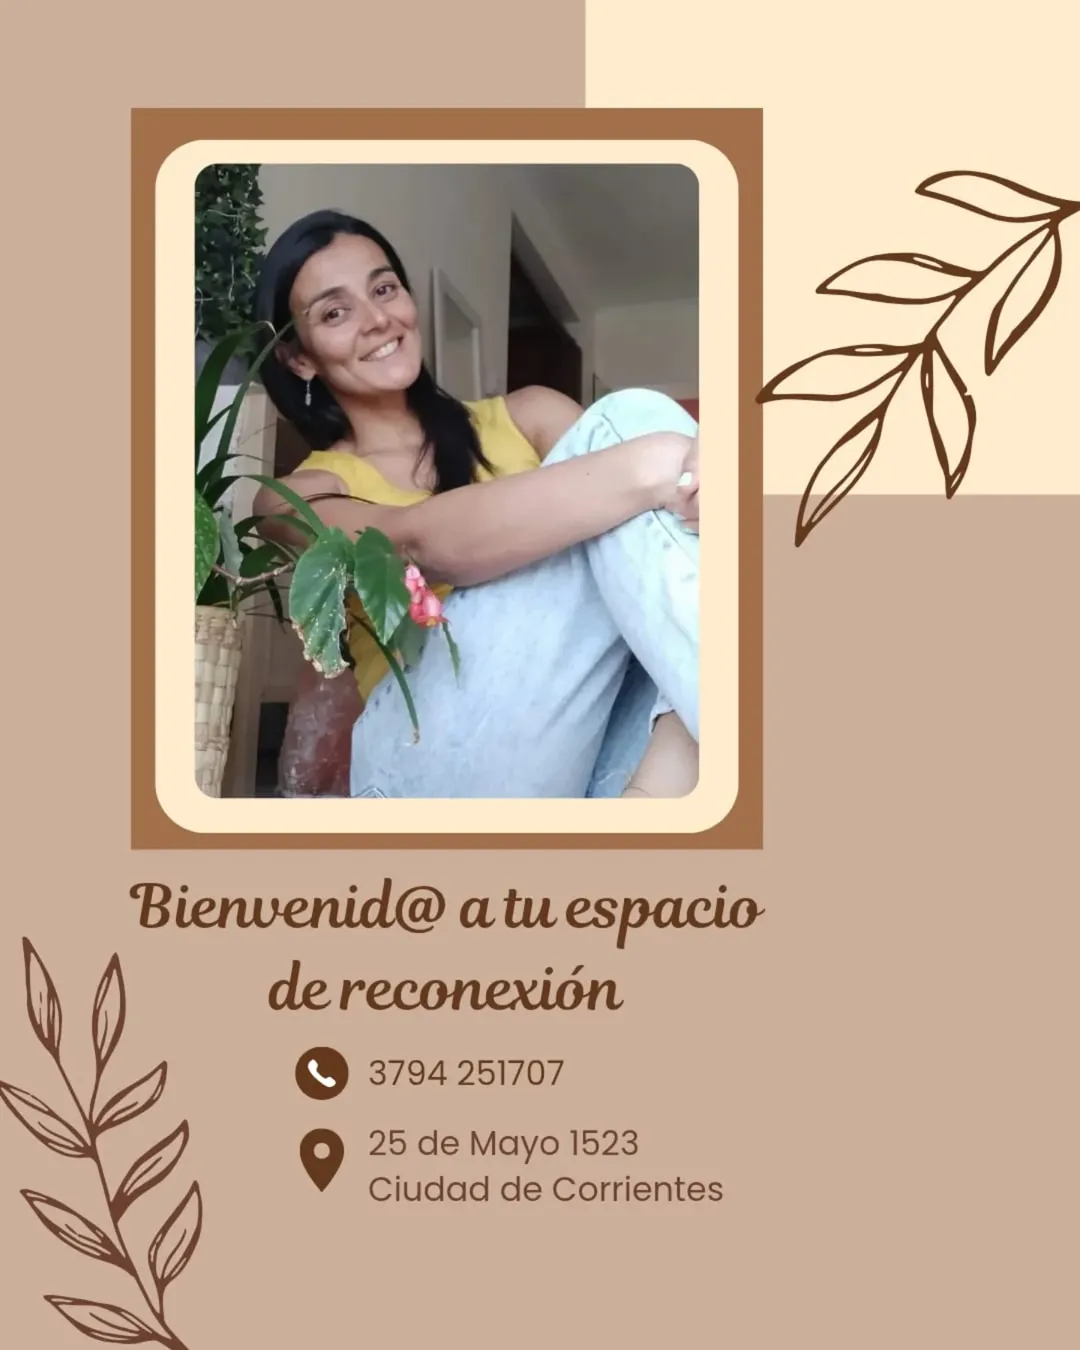 Bienvenid@ a tu espacio
de reconexión
3794 251707
25 de Mayo 1523
Ciudad de Corrientes